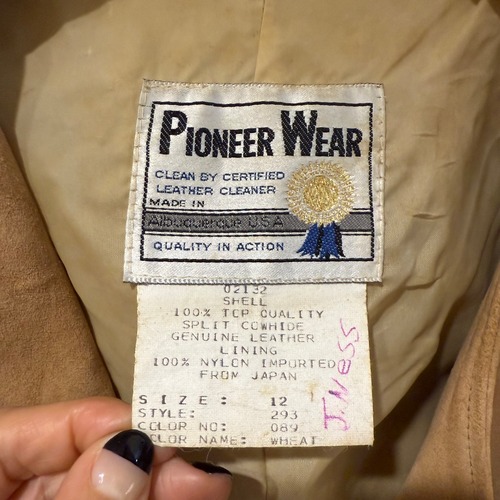 PIONEER WEAR
CLEAN BY CERTIFIED
LEATHER CLEANER
MADE IN
Albuquerque U.S.A.
QUALITY IN ACTION
02132
SHELL
100% TOP QUALITY
SPLIT COWHIDE
GENUINE LEATHER
LINING
100% NYLON IMPORTED
FROM JAPAN
SIZE: 12
STYLE: 293
COLOR NO: 089
COLOR NAME: WHEAT
J. Ness